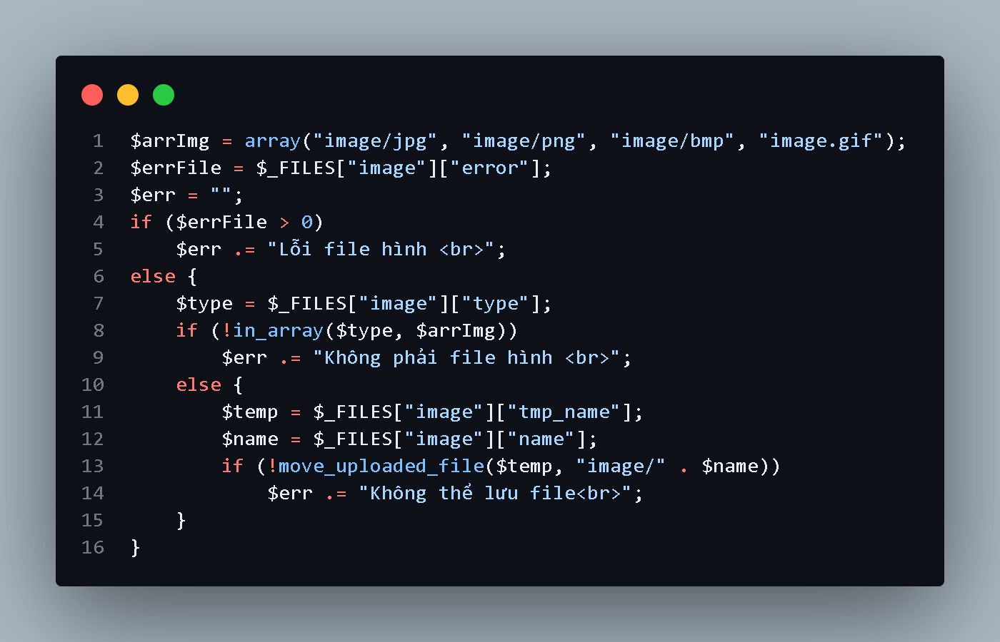 1 $arrImg = array("image/jpg", "image/png", "image/bmp", "image.gif");
2 $errFile = $_FILES["image"]["error"];
3 $err = "";
4 if ($errFile > 0)
5     $err .= "Lỗi file hình <br>";
6 else {
7     $type = $_FILES["image"]["type"];
8     if (!in_array($type, $arrImg))
9         $err .= "Không phải file hình <br>";
10     else {
11         $temp = $_FILES["image"]["tmp_name"];
12         $name = $_FILES["image"]["name"];
13         if (!move_uploaded_file($temp, "image/" . $name))
14             $err .= "Không thể lưu file<br>";
15     }
16 }